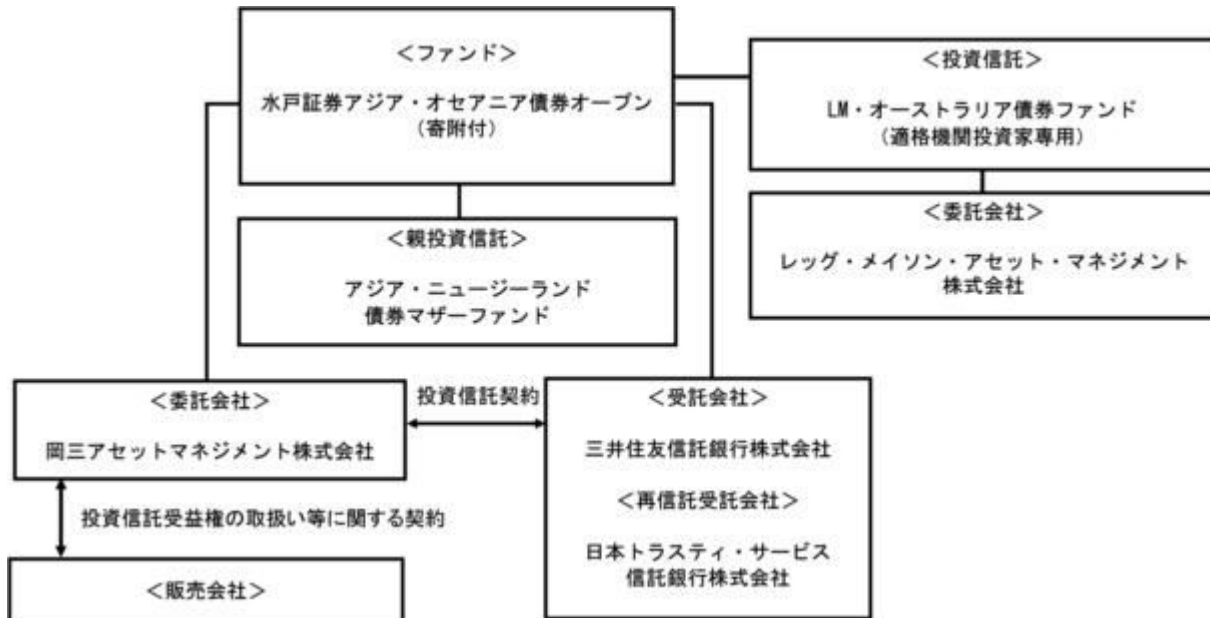 ＜ファンド＞
水戸証券アジア・オセアニア債券オープン
（寄附付）
＜投資信託＞
LM・オーストラリア債券ファンド
（適格機関投資家専用）
＜委託会社＞
レッグ・メイソン・アセット・マネジメント
株式会社
＜親投資信託＞
アジア・ニュージーランド
債券マザーファンド
＜委託会社＞
岡三アセットマネジメント株式会社
投資信託契約
＜受託会社＞
三井住友信託銀行株式会社
＜再信託受託会社＞
日本トラスティ・サービス
信託銀行株式会社
投資信託受益権の取扱い等に関する契約
＜販売会社＞